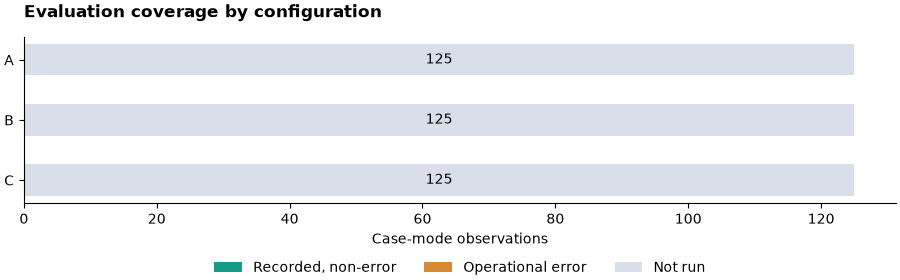 Evaluation coverage by configuration
A
125
B
125
C
125
0 20 40 60 80 100 120
Case-mode observations
Recorded, non-error Operational error Not run